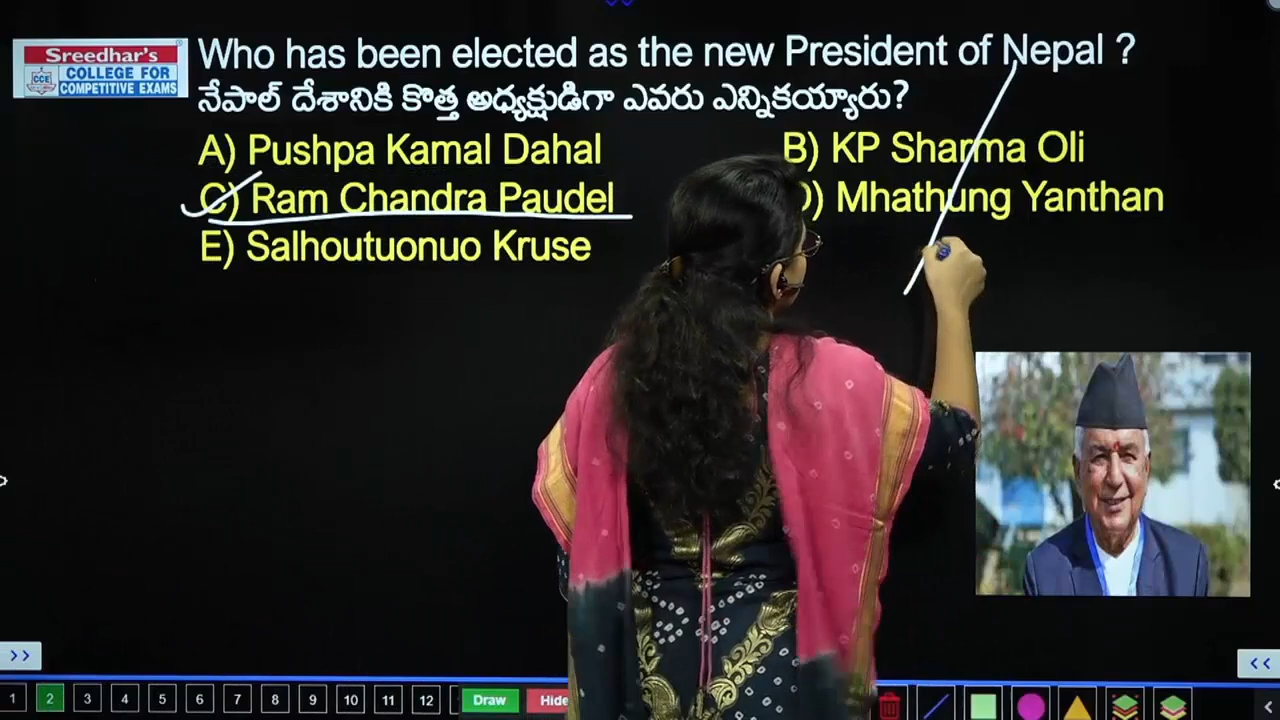 Sreedhar's
CCE
COLLEGE FOR
COMPETITIVE EXAMS
Who has been elected as the new President of Nepal ?
నేపాల్ దేశానికి కొత్త అధ్యక్షుడిగా ఎవరు ఎన్నికయ్యారు?
A) Pushpa Kamal Dahal B) KP Sharma Oli
C) Ram Chandra Paudel D) Mhathung Yanthan
E) Salhoutuonuo Kruse
>> <<
1 2 3 4 5 6 7 8 9 10 11 12 Draw Hide <